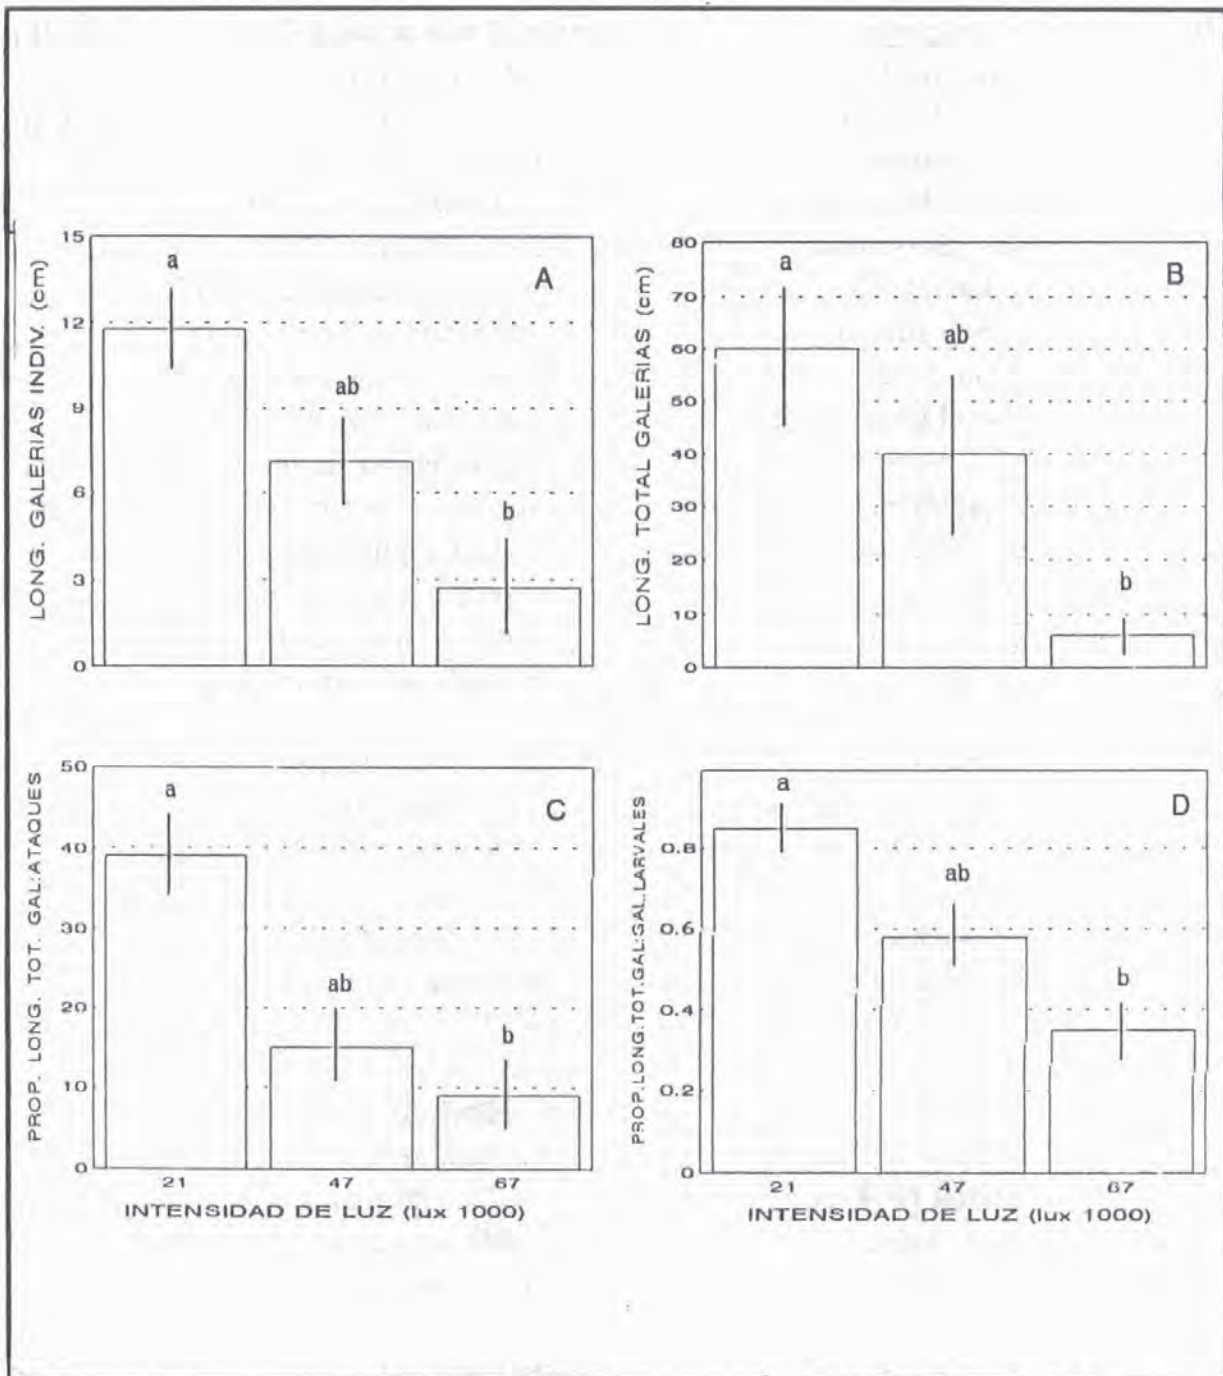 LONG. GALERIAS INDIV. (cm)
15
12
9
6
3
0
a
ab
b
A
LONG. TOTAL GALERIAS (cm)
80
70
60
50
40
30
20
10
0
a
ab
b
B
PROP. LONG. TOT. GAL:ATAQUES
50
40
30
20
10
0
a
ab
b
C
21 47 67
INTENSIDAD DE LUZ (lux 1000)
PROP.LONG.TOT.GAL:GAL.LARVALES
0.8
0.6
0.4
0.2
0
a
ab
b
D
21 47 67
INTENSIDAD DE LUZ (lux 1000)